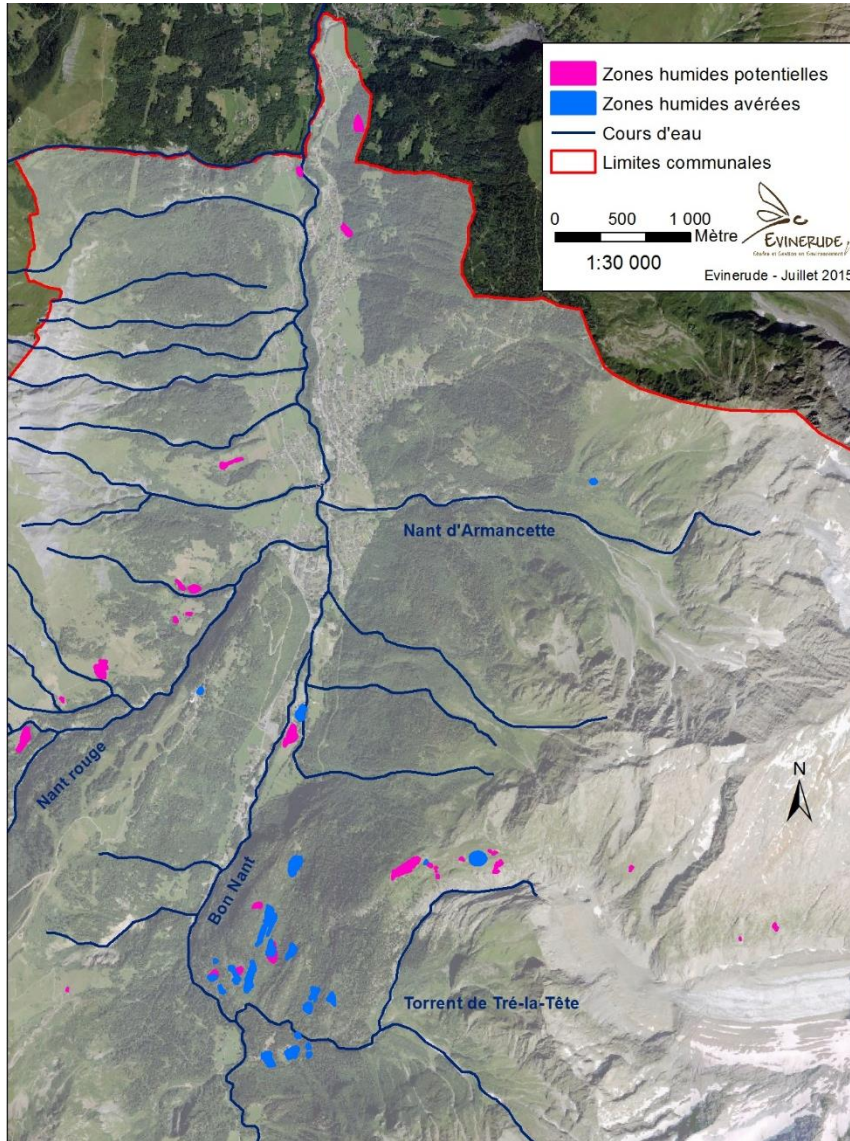 Zones humides potentielles
Zones humides avérées
Cours d'eau
Limites communales
0 500 1 000
Mètre
1:30 000
EVINERUDE
Evinerude - Juillet 2015
Nant d'Armancette
Nant rouge
N
Bon Nant
Torrent de Tré-la-Tête